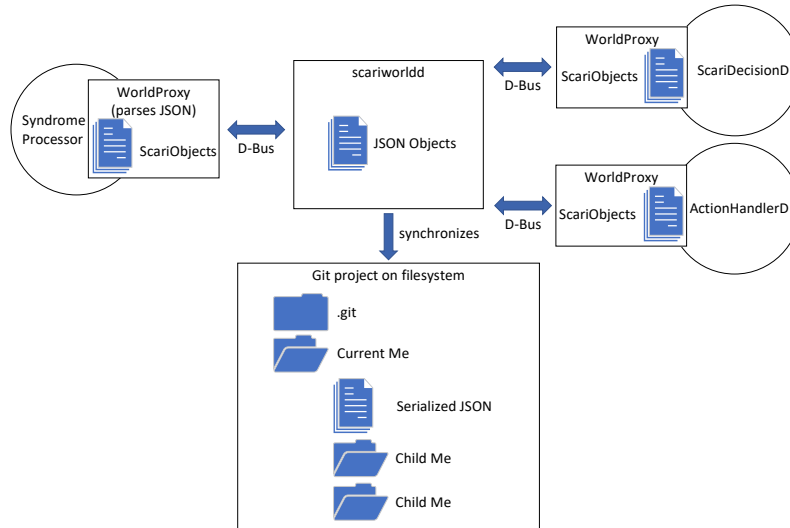 WorldProxy
ScariObjects
ScariDecisionD
D-Bus
scariworldd
JSON Objects
WorldProxy
(parses JSON)
Syndrome
Processor
ScariObjects
D-Bus
WorldProxy
ScariObjects
ActionHandlerD
D-Bus
synchronizes
Git project on filesystem
.git
Current Me
Serialized JSON
Child Me
Child Me